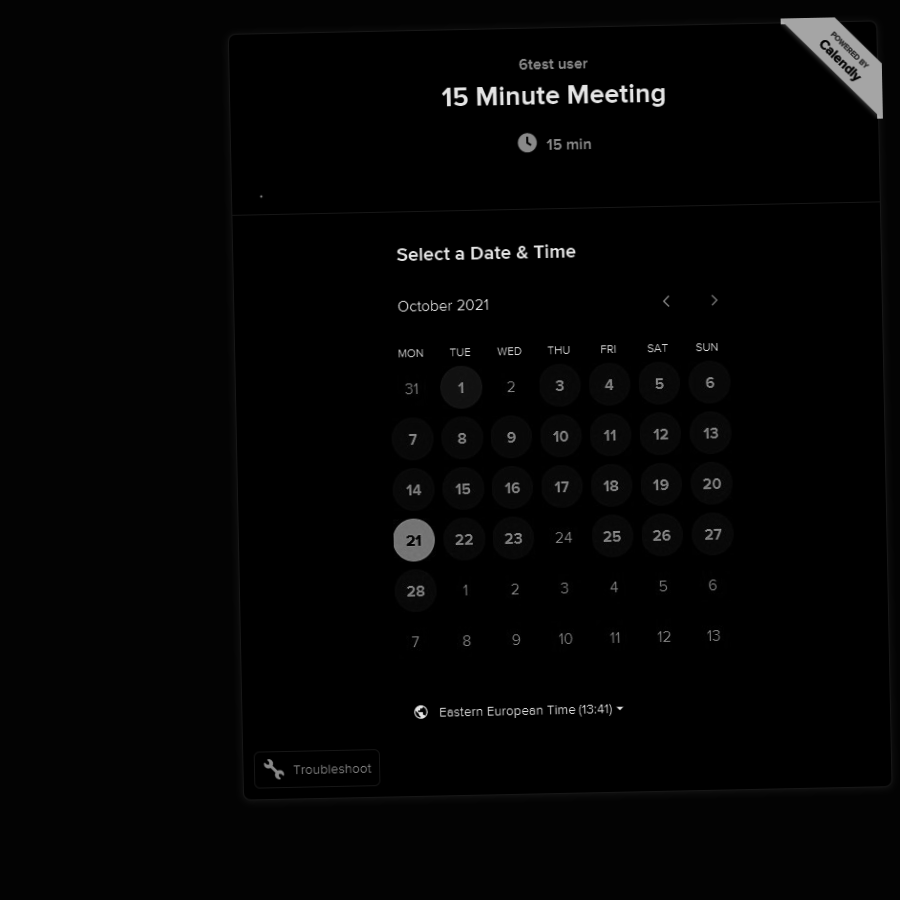 POWERED BY
Calendly
6test user
15 Minute Meeting
15 min
Select a Date & Time
October 2021
MON TUE WED THU FRI SAT SUN
31 1 2 3 4 5 6
7 8 9 10 11 12 13
14 15 16 17 18 19 20
21 22 23 24 25 26 27
28 1 2 3 4 5 6
7 8 9 10 11 12 13
Eastern European Time (13:41)
Troubleshoot